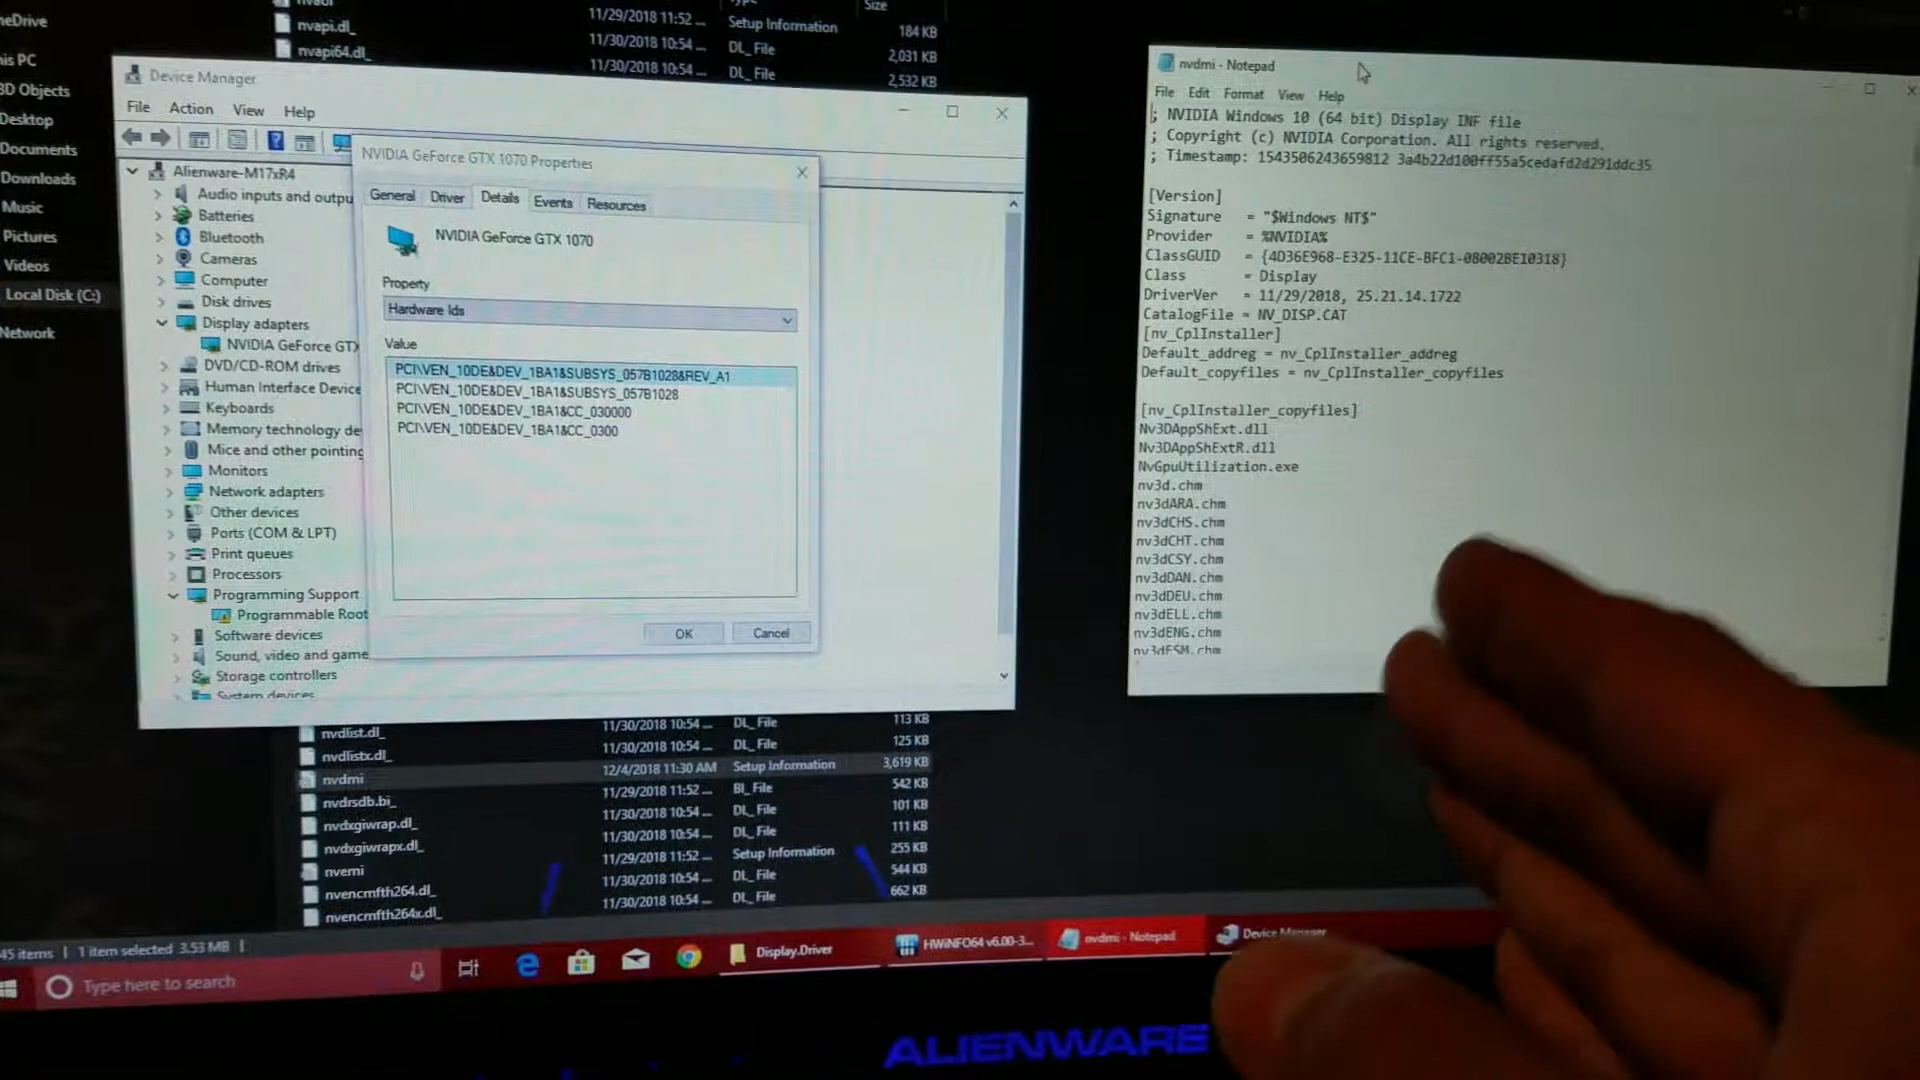 neDrive
his PC
3D Objects
Desktop
Documents
Downloads
Music
Pictures
Videos
Local Disk (C:)
Network
Size
11/29/2018 11:52 ... Setup Information 184 KB
nvapi.dl_ 11/30/2018 10:54 ... DL_ File 2,031 KB
nvapi64.dl_ 11/30/2018 10:54 ... DL_ File 2,532 KB
Device Manager
File Action View Help
Alienware-M17xR4
Audio inputs and outpu
Batteries
Bluetooth
Cameras
Computer
Disk drives
Display adapters
NVIDIA GeForce GTX
DVD/CD-ROM drives
Human Interface Device
Keyboards
Memory technology de
Mice and other pointing
Monitors
Network adapters
Other devices
Ports (COM & LPT)
Print queues
Processors
Programming Support
Programmable Root
Software devices
Sound, video and game
Storage controllers
System devices
NVIDIA GeForce GTX 1070 Properties
General Driver Details Events Resources
NVIDIA GeForce GTX 1070
Property
Hardware Ids
Value
PCI\VEN_10DE&DEV_1BA1&SUBSYS_057B1028&REV_A1
PCI\VEN_10DE&DEV_1BA1&SUBSYS_057B1028
PCI\VEN_10DE&DEV_1BA1&CC_030000
PCI\VEN_10DE&DEV_1BA1&CC_0300
OK Cancel
nvdmi - Notepad
File Edit Format View Help
; NVIDIA Windows 10 (64 bit) Display INF file
; Copyright (c) NVIDIA Corporation. All rights reserved.
; Timestamp: 1543506243659812 3a4b22d100ff55a5cedafd2d291ddc35
[Version]
Signature = "$Windows NT$"
Provider = %NVIDIA%
ClassGUID = {4D36E968-E325-11CE-BFC1-08002BE10318}
Class = Display
DriverVer = 11/29/2018, 25.21.14.1722
CatalogFile = NV_DISP.CAT
[nv_CplInstaller]
Default_addreg = nv_CplInstaller_addreg
Default_copyfiles = nv_CplInstaller_copyfiles
[nv_CplInstaller_copyfiles]
Nv3DAppShExt.dll
Nv3DAppShExtR.dll
NvGpuUtilization.exe
nv3d.chm
nv3dARA.chm
nv3dCHS.chm
nv3dCHT.chm
nv3dCSY.chm
nv3dDAN.chm
nv3dDEU.chm
nv3dELL.chm
nv3dENG.chm
nv3dESM.chm
nvdlist.dl_ 11/30/2018 10:54 ... DL_ File 113 KB
nvdlistx.dl_ 11/30/2018 10:54 ... DL_ File 125 KB
nvdmi 12/4/2018 11:30 AM Setup Information 3,619 KB
nvdrsdb.bi_ 11/29/2018 11:52 ... BI_ File 542 KB
nvdxgiwrap.dl_ 11/30/2018 10:54 ... DL_ File 101 KB
nvdxgiwrapx.dl_ 11/30/2018 10:54 ... DL_ File 111 KB
nvemi 11/29/2018 11:52 ... Setup Information 255 KB
nvencmfth264.dl_ 11/30/2018 10:54 ... DL_ File 544 KB
nvencmfth264x.dl_ 11/30/2018 10:54 ... DL_ File 662 KB
45 items 1 item selected 3.53 MB
Type here to search
Display.Driver
HWiNFO64 v6.00-3...
nvdmi - Notepad
Device Manager
ALIENWARE